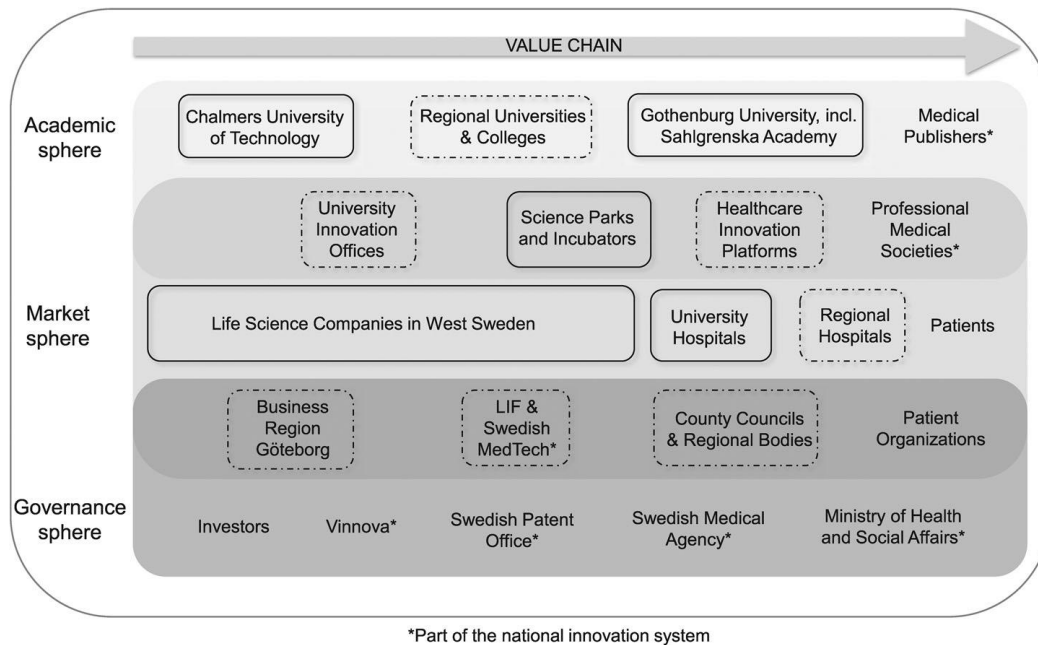 VALUE CHAIN
Academic
sphere
Chalmers University
of Technology
Regional Universities
& Colleges
Gothenburg University, incl.
Sahlgrenska Academy
Medical
Publishers*
University
Innovation
Offices
Science Parks
and Incubators
Healthcare
Innovation
Platforms
Professional
Medical
Societies*
Market
sphere
Life Science Companies in West Sweden
University
Hospitals
Regional
Hospitals
Patients
Business
Region
Göteborg
LIF &
Swedish
MedTech*
County Councils
& Regional Bodies
Patient
Organizations
Governance
sphere
Investors
Vinnova*
Swedish Patent
Office*
Swedish Medical
Agency*
Ministry of Health
and Social Affairs*
*Part of the national innovation system